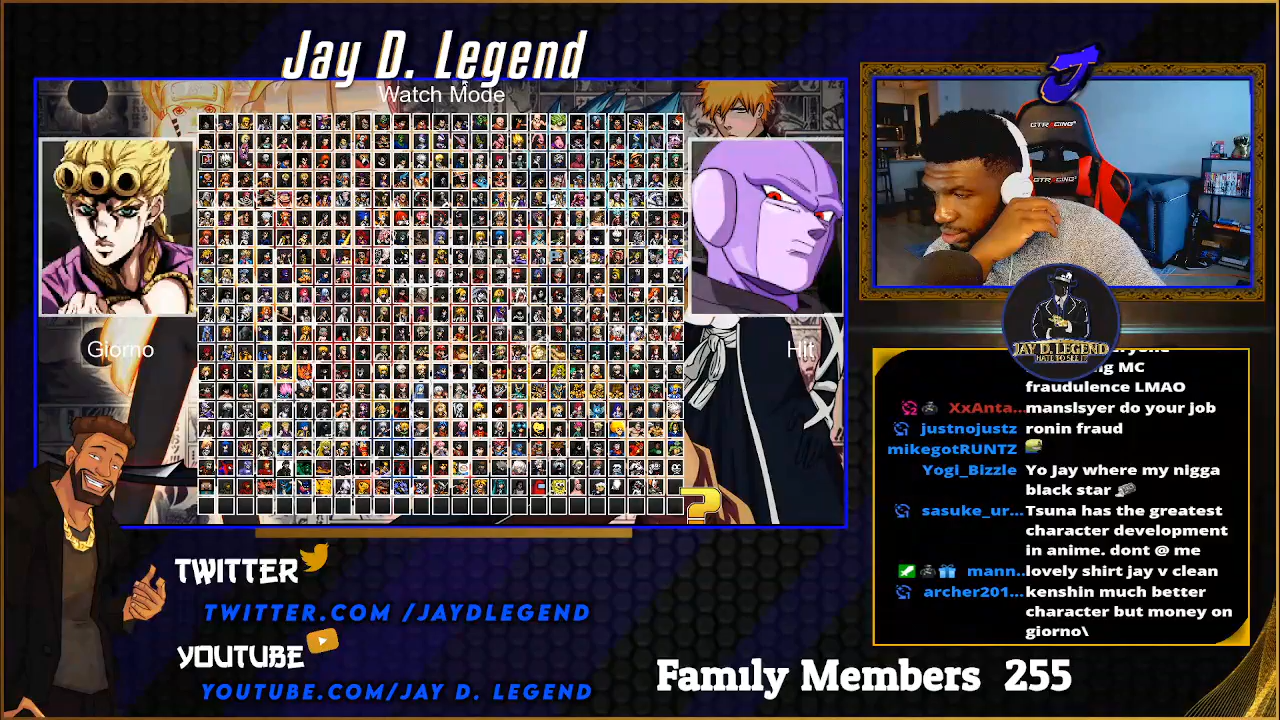 Jay D. Legend
Watch Mode
Giorno
Hit
J
GTRACING
GTRACING
JAY D. LEGEND
MC
fraudulence LMAO
XxAnta... manslsyer do your job
justnojustz ronin fraud
mikegotRUNTZ
Yogi_Bizzle Yo Jay where my nigga
black star
sasuke_ur... Tsuna has the greatest
character development
in anime. dont @ me
mann.. lovely shirt jay v clean
archer201... kenshin much better
character but money on
giorno\
TWITTER
TWITTER.COM /JAYDLEGEND
YOUTUBE
YOUTUBE.COM/JAY D. LEGEND
Family Members 255
?